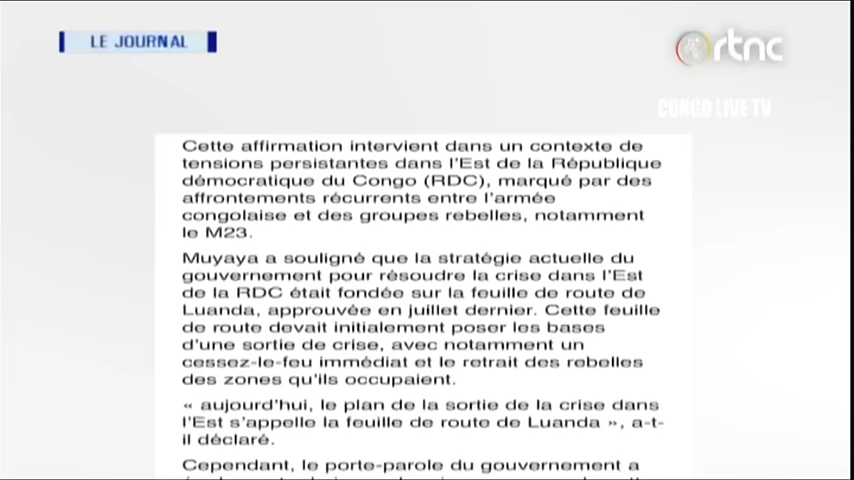 LE JOURNAL
rtnc
CONGO LIVE TV
Cette affirmation intervient dans un contexte de
tensions persistantes dans l'Est de la République
démocratique du Congo (RDC), marqué par des
affrontements récurrents entre l'armée
congolaise et des groupes rebelles, notamment
le M23.
Muyaya a souligné que la stratégie actuelle du
gouvernement pour résoudre la crise dans l'Est
de la RDC était fondée sur la feuille de route de
Luanda, approuvée en juillet dernier. Cette feuille
de route devait initialement poser les bases
d'une sortie de crise, avec notamment un
cessez-le-feu immédiat et le retrait des rebelles
des zones qu'ils occupaient.
« aujourd'hui, le plan de la sortie de la crise dans
l'Est s'appelle la feuille de route de Luanda », a-t-
il déclaré.
Cependant, le porte-parole du gouvernement a